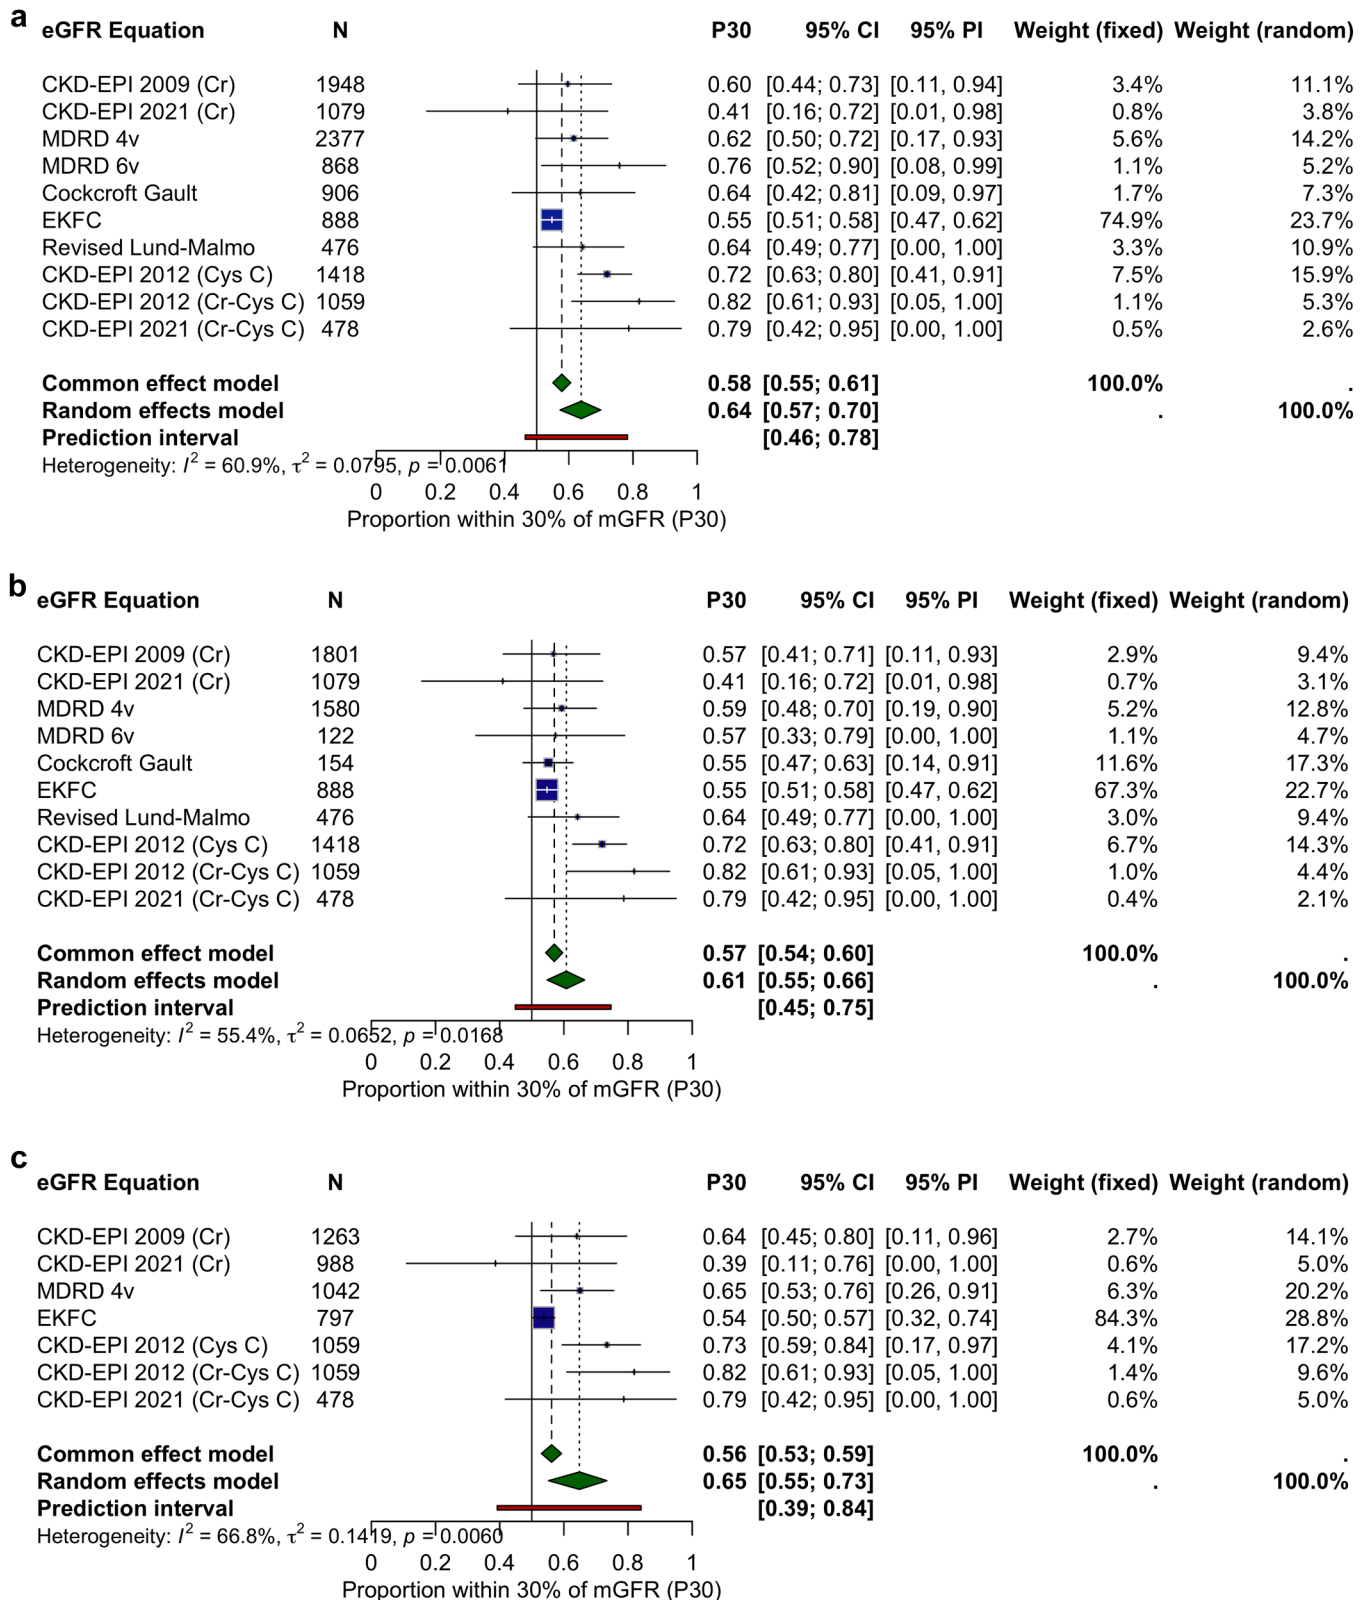 a
eGFR Equation N P30 95% CI 95% PI Weight (fixed) Weight (random)
CKD-EPI 2009 (Cr) 1948 0.60 [0.44; 0.73] [0.11, 0.94] 3.4% 11.1%
CKD-EPI 2021 (Cr) 1079 0.41 [0.16; 0.72] [0.01, 0.98] 0.8% 3.8%
MDRD 4v 2377 0.62 [0.50; 0.72] [0.17, 0.93] 5.6% 14.2%
MDRD 6v 868 0.76 [0.52; 0.90] [0.08, 0.99] 1.1% 5.2%
Cockcroft Gault 906 0.64 [0.42; 0.81] [0.09, 0.97] 1.7% 7.3%
EKFC 888 0.55 [0.51; 0.58] [0.47, 0.62] 74.9% 23.7%
Revised Lund-Malmo 476 0.64 [0.49; 0.77] [0.00, 1.00] 3.3% 10.9%
CKD-EPI 2012 (Cys C) 1418 0.72 [0.63; 0.80] [0.41, 0.91] 7.5% 15.9%
CKD-EPI 2012 (Cr-Cys C) 1059 0.82 [0.61; 0.93] [0.05, 1.00] 1.1% 5.3%
CKD-EPI 2021 (Cr-Cys C) 478 0.79 [0.42; 0.95] [0.00, 1.00] 0.5% 2.6%
Common effect model 0.58 [0.55; 0.61] 100.0% .
Random effects model 0.64 [0.57; 0.70] . 100.0%
Prediction interval [0.46; 0.78]
Heterogeneity: I² = 60.9%, τ² = 0.0795, p = 0.0061
0 0.2 0.4 0.6 0.8 1
Proportion within 30% of mGFR (P30)
b
eGFR Equation N P30 95% CI 95% PI Weight (fixed) Weight (random)
CKD-EPI 2009 (Cr) 1801 0.57 [0.41; 0.71] [0.11, 0.93] 2.9% 9.4%
CKD-EPI 2021 (Cr) 1079 0.41 [0.16; 0.72] [0.01, 0.98] 0.7% 3.1%
MDRD 4v 1580 0.59 [0.48; 0.70] [0.19, 0.90] 5.2% 12.8%
MDRD 6v 122 0.57 [0.33; 0.79] [0.00, 1.00] 1.1% 4.7%
Cockcroft Gault 154 0.55 [0.47; 0.63] [0.14, 0.91] 11.6% 17.3%
EKFC 888 0.55 [0.51; 0.58] [0.47, 0.62] 67.3% 22.7%
Revised Lund-Malmo 476 0.64 [0.49; 0.77] [0.00, 1.00] 3.0% 9.4%
CKD-EPI 2012 (Cys C) 1418 0.72 [0.63; 0.80] [0.41, 0.91] 6.7% 14.3%
CKD-EPI 2012 (Cr-Cys C) 1059 0.82 [0.61; 0.93] [0.05, 1.00] 1.0% 4.4%
CKD-EPI 2021 (Cr-Cys C) 478 0.79 [0.42; 0.95] [0.00, 1.00] 0.4% 2.1%
Common effect model 0.57 [0.54; 0.60] 100.0% .
Random effects model 0.61 [0.55; 0.66] . 100.0%
Prediction interval [0.45; 0.75]
Heterogeneity: I² = 55.4%, τ² = 0.0652, p = 0.0168
0 0.2 0.4 0.6 0.8 1
Proportion within 30% of mGFR (P30)
c
eGFR Equation N P30 95% CI 95% PI Weight (fixed) Weight (random)
CKD-EPI 2009 (Cr) 1263 0.64 [0.45; 0.80] [0.11, 0.96] 2.7% 14.1%
CKD-EPI 2021 (Cr) 988 0.39 [0.11; 0.76] [0.00, 1.00] 0.6% 5.0%
MDRD 4v 1042 0.65 [0.53; 0.76] [0.26, 0.91] 6.3% 20.2%
EKFC 797 0.54 [0.50; 0.57] [0.32, 0.74] 84.3% 28.8%
CKD-EPI 2012 (Cys C) 1059 0.73 [0.59; 0.84] [0.17, 0.97] 4.1% 17.2%
CKD-EPI 2012 (Cr-Cys C) 1059 0.82 [0.61; 0.93] [0.05, 1.00] 1.4% 9.6%
CKD-EPI 2021 (Cr-Cys C) 478 0.79 [0.42; 0.95] [0.00, 1.00] 0.6% 5.0%
Common effect model 0.56 [0.53; 0.59] 100.0% .
Random effects model 0.65 [0.55; 0.73] . 100.0%
Prediction interval [0.39; 0.84]
Heterogeneity: I² = 66.8%, τ² = 0.1419, p = 0.0060
0 0.2 0.4 0.6 0.8 1
Proportion within 30% of mGFR (P30)